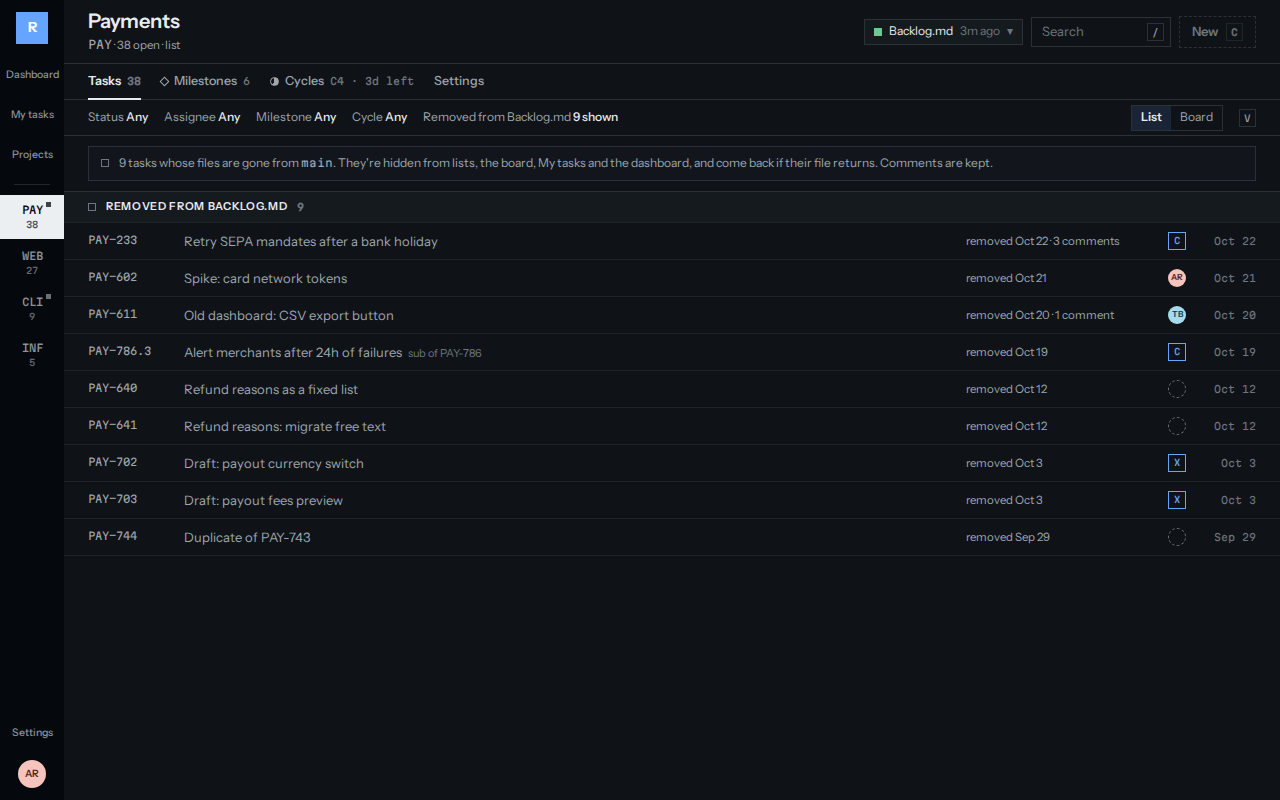 R
Dashboard
My tasks
Projects
PAY
38
WEB
27
CLI
9
INF
5
Settings
AR
Payments
PAY · 38 open · list
Backlog.md 3m ago ▾
Search /
New C
Tasks 38
Milestones 6
Cycles C4 · 3d left
Settings
Status Any
Assignee Any
Milestone Any
Cycle Any
Removed from Backlog.md 9 shown
List
Board
V
9 tasks whose files are gone from main. They're hidden from lists, the board, My tasks and the dashboard, and come back if their file returns. Comments are kept.
REMOVED FROM BACKLOG.MD 9
PAY-233 Retry SEPA mandates after a bank holiday removed Oct 22 · 3 comments C Oct 22
PAY-602 Spike: card network tokens removed Oct 21 AR Oct 21
PAY-611 Old dashboard: CSV export button removed Oct 20 · 1 comment TB Oct 20
PAY-786.3 Alert merchants after 24h of failures sub of PAY-786 removed Oct 19 C Oct 19
PAY-640 Refund reasons as a fixed list removed Oct 12 Oct 12
PAY-641 Refund reasons: migrate free text removed Oct 12 Oct 12
PAY-702 Draft: payout currency switch removed Oct 3 X Oct 3
PAY-703 Draft: payout fees preview removed Oct 3 X Oct 3
PAY-744 Duplicate of PAY-743 removed Sep 29 Sep 29